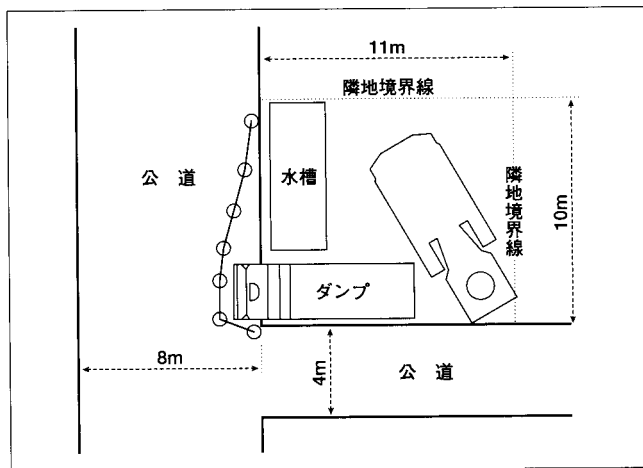 11m
隣地境界線
公 道
水槽
隣地境界線
10m
ダンプ
8m
4m
公 道